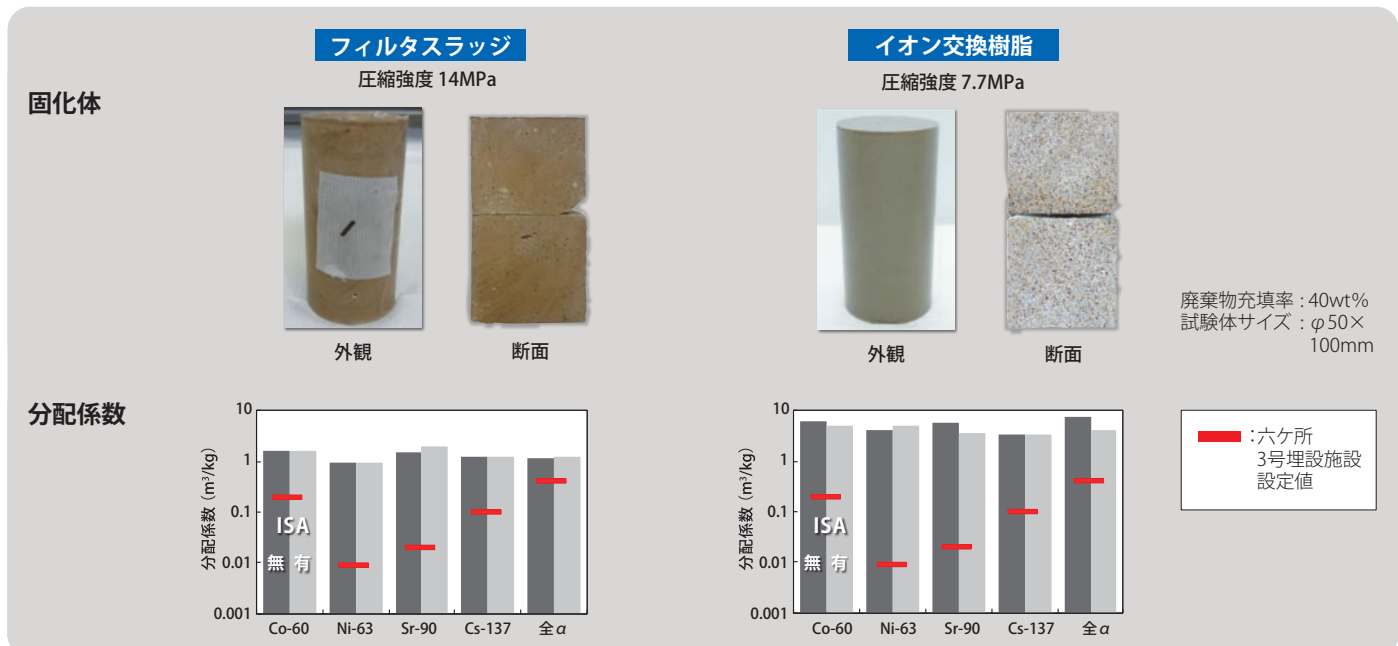 フィルタスラッジ
イオン交換樹脂
圧縮強度 14MPa
圧縮強度 7.7MPa
固化体
外観
断面
外観
断面
廃棄物充填率 : 40wt%
試験体サイズ : φ50×
100mm
分配係数
分配係数（m³/kg）
10
1
0.1
0.01
0.001
ISA
無 有
Co-60 Ni-63 Sr-90 Cs-137 全α
分配係数（m³/kg）
10
1
0.1
0.01
0.001
ISA
無 有
Co-60 Ni-63 Sr-90 Cs-137 全α
:六ケ所
3号埋設施設
設定値